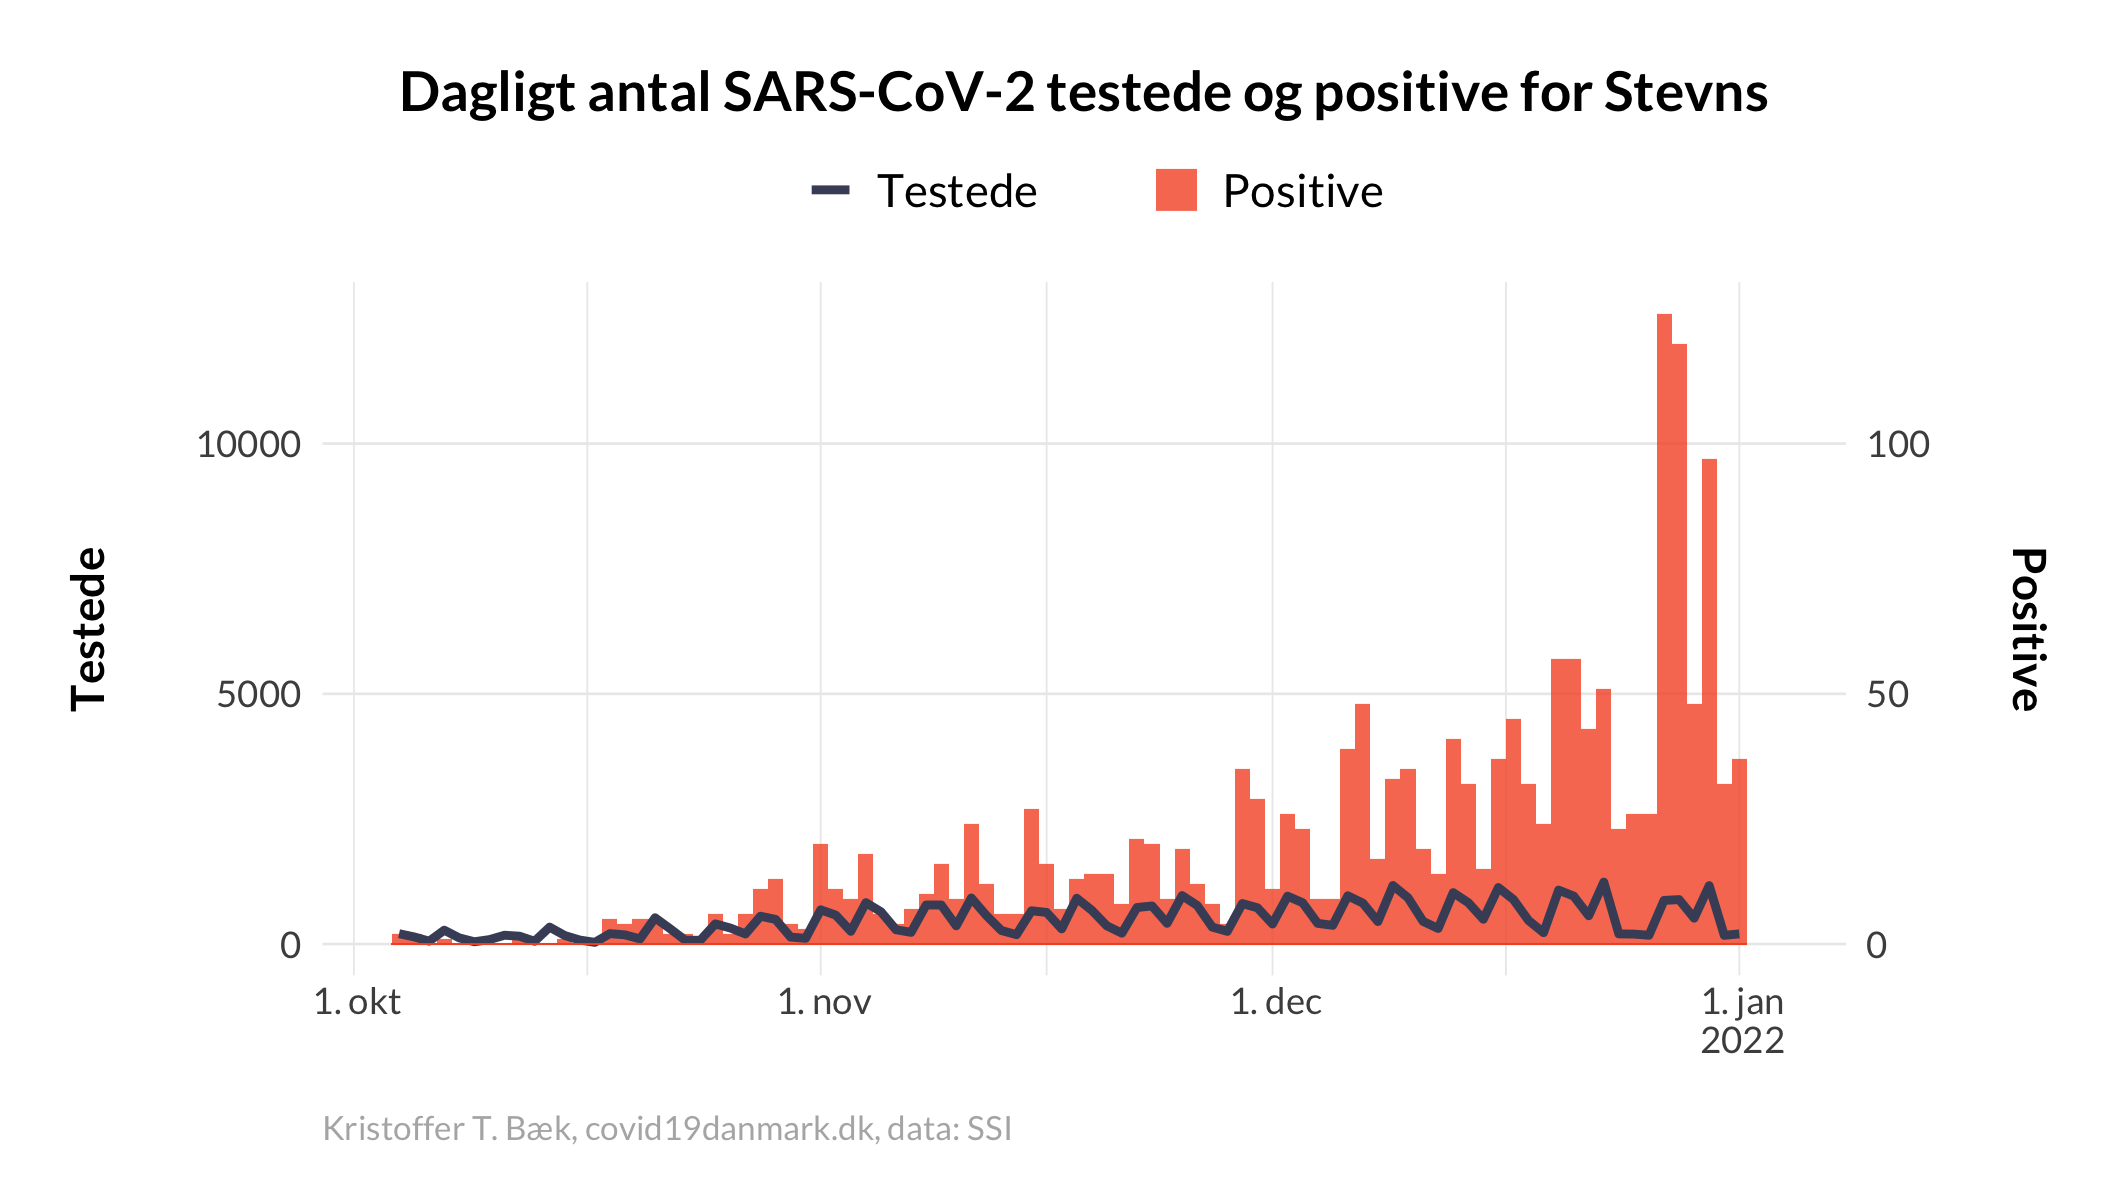 Dagligt antal SARS-CoV-2 testede og positive for Stevns
Testede
Positive
10000
5000
0
100
50
0
Testede
Positive
1. okt
1. nov
1. dec
1. jan
2022
Kristoffer T. Bæk, covid19danmark.dk, data: SSI